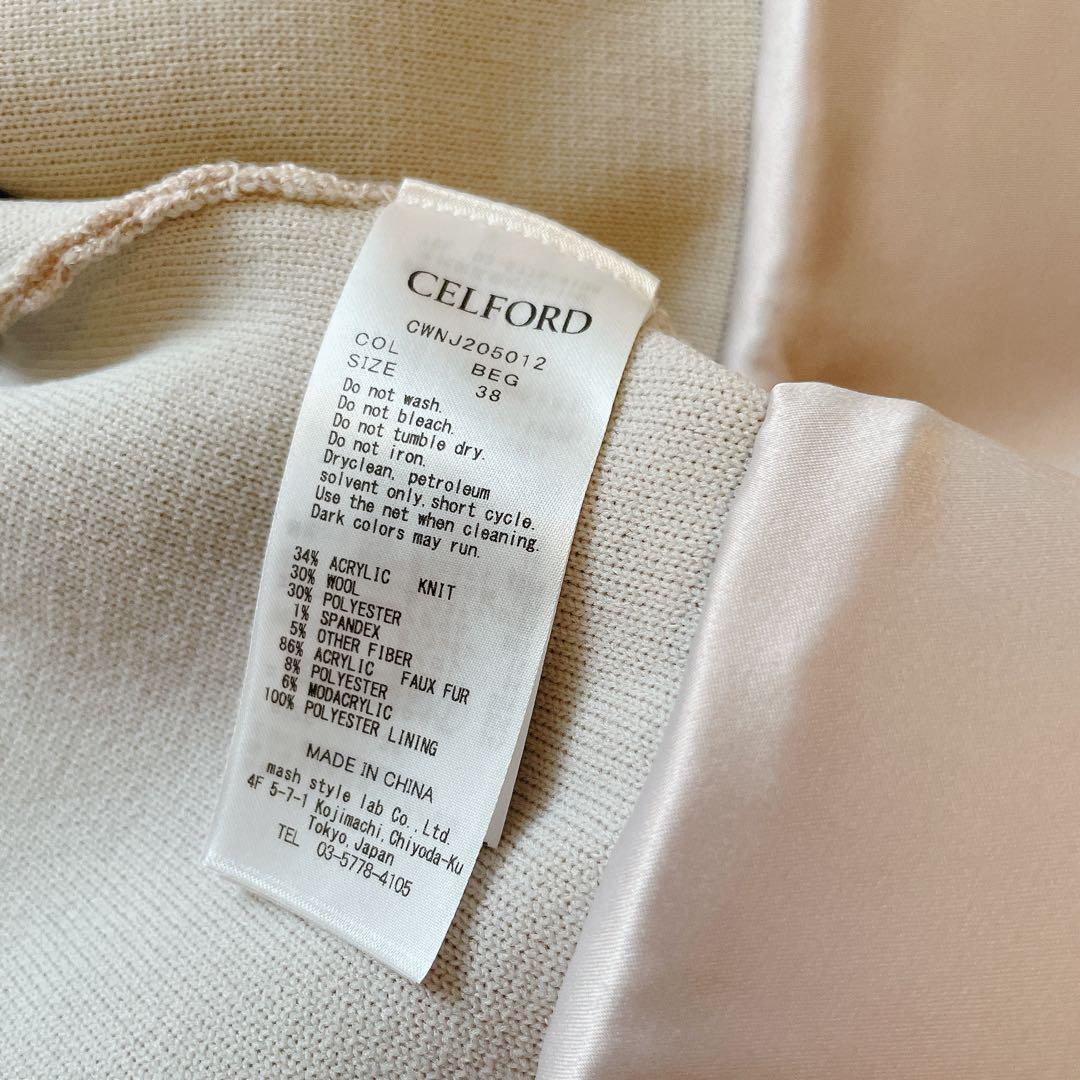 CELFORD
CWNJ205012
COL BEG
SIZE 38
Do not wash.
Do not bleach.
Do not tumble dry.
Do not iron.
Dryclean, petroleum
solvent only, short cycle.
Use the net when cleaning.
Dark colors may run.
34% ACRYLIC KNIT
30% WOOL
30% POLYESTER
1% SPANDEX
5% OTHER FIBER
86% ACRYLIC FAUX FUR
8% POLYESTER
6% MODACRYLIC
100% POLYESTER LINING
MADE IN CHINA
mash style lab Co., Ltd.
4F 5-7-1 Kojimachi, Chiyoda-Ku
Tokyo, Japan
TEL 03-5778-4105